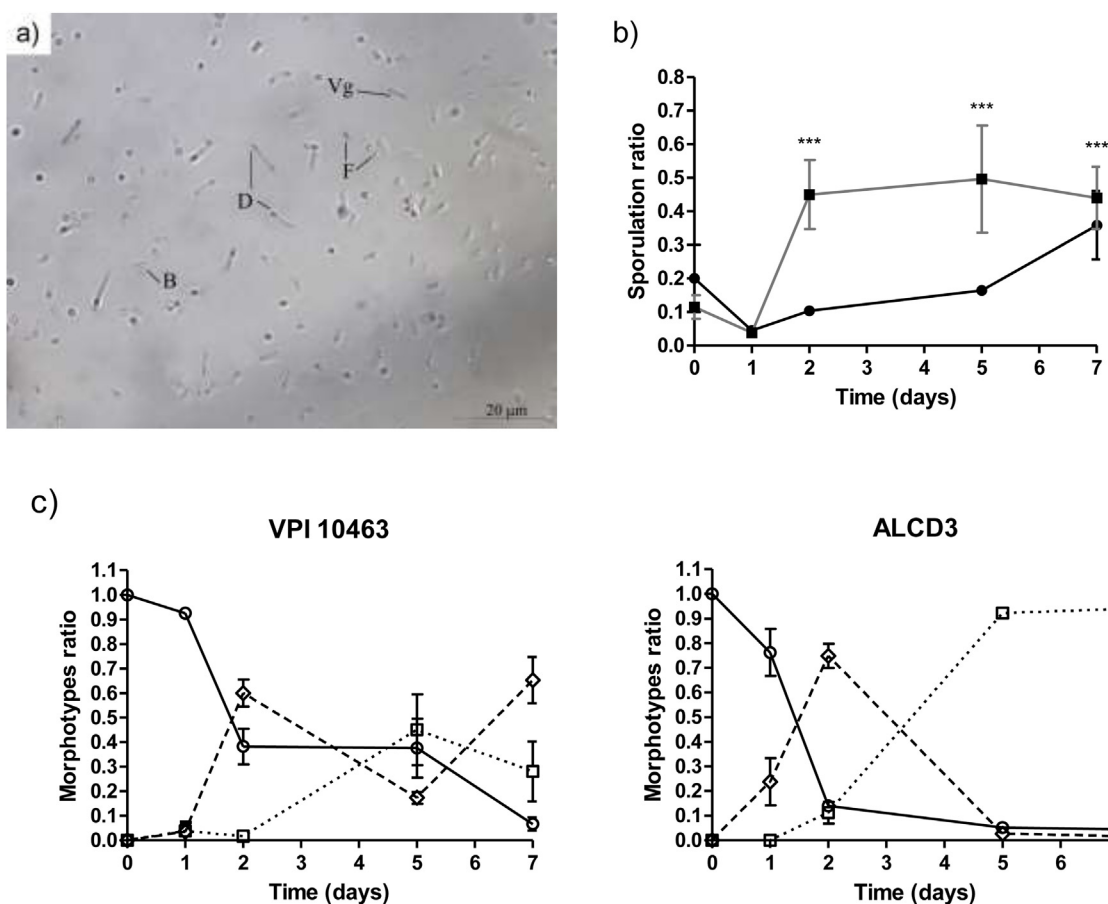 a)
Vg
F
D
B
20 µm
b)
Sporulation ratio
0.8
0.7
0.6
0.5
0.4
0.3
0.2
0.1
0.0
***
***
***
0 1 2 3 4 5 6 7
Time (days)
c)
VPI 10463
Morphotypes ratio
1.1
1.0
0.9
0.8
0.7
0.6
0.5
0.4
0.3
0.2
0.1
0.0
0 1 2 3 4 5 6 7
Time (days)
ALCD3
Morphotypes ratio
1.1
1.0
0.9
0.8
0.7
0.6
0.5
0.4
0.3
0.2
0.1
0.0
0 1 2 3 4 5 6
Time (days)